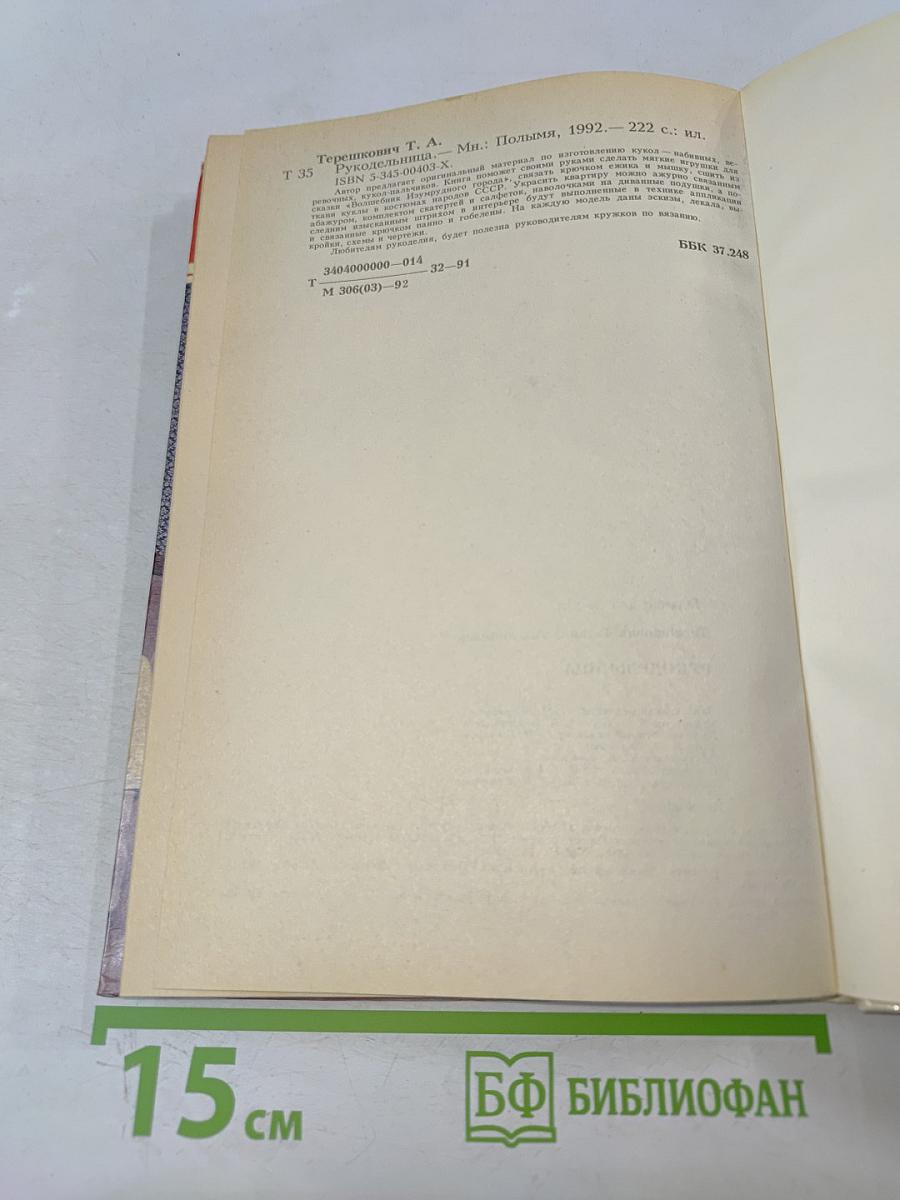 Терешкович Т. А.
Т 35 Рукодельница.— Мн.: Полымя, 1992.— 222 с.: ил.
ISBN 5-345-00403-X.
Автор предлагает оригинальный материал по изготовлению кукол — набивных, ве-
ревочных, кукол-пальчиков. Книга поможет своими руками сделать мягкие игрушки для
сказки «Волшебник Изумрудного города», связать крючком ежика и мышку, сшить из
ткани куклы в костюмах народов СССР. Украсить квартиру можно ажурно связанным
абажуром, комплектом скатертей и салфеток, наволочками на диванные подушки, а по-
следним изысканным штрихом в интерьере будут выполненные в технике аппликации
и связанные крючком панно и гобелены. На каждую модель даны эскизы, лекала, вы-
кройки, схемы и чертежи.
Любителям рукоделия, будет полезна руководителям кружков по вязанию.
Т 3404000000—014 32—91
М 306(03)—92
ББК 37.248
15 см
БФ БИБЛИОФАН